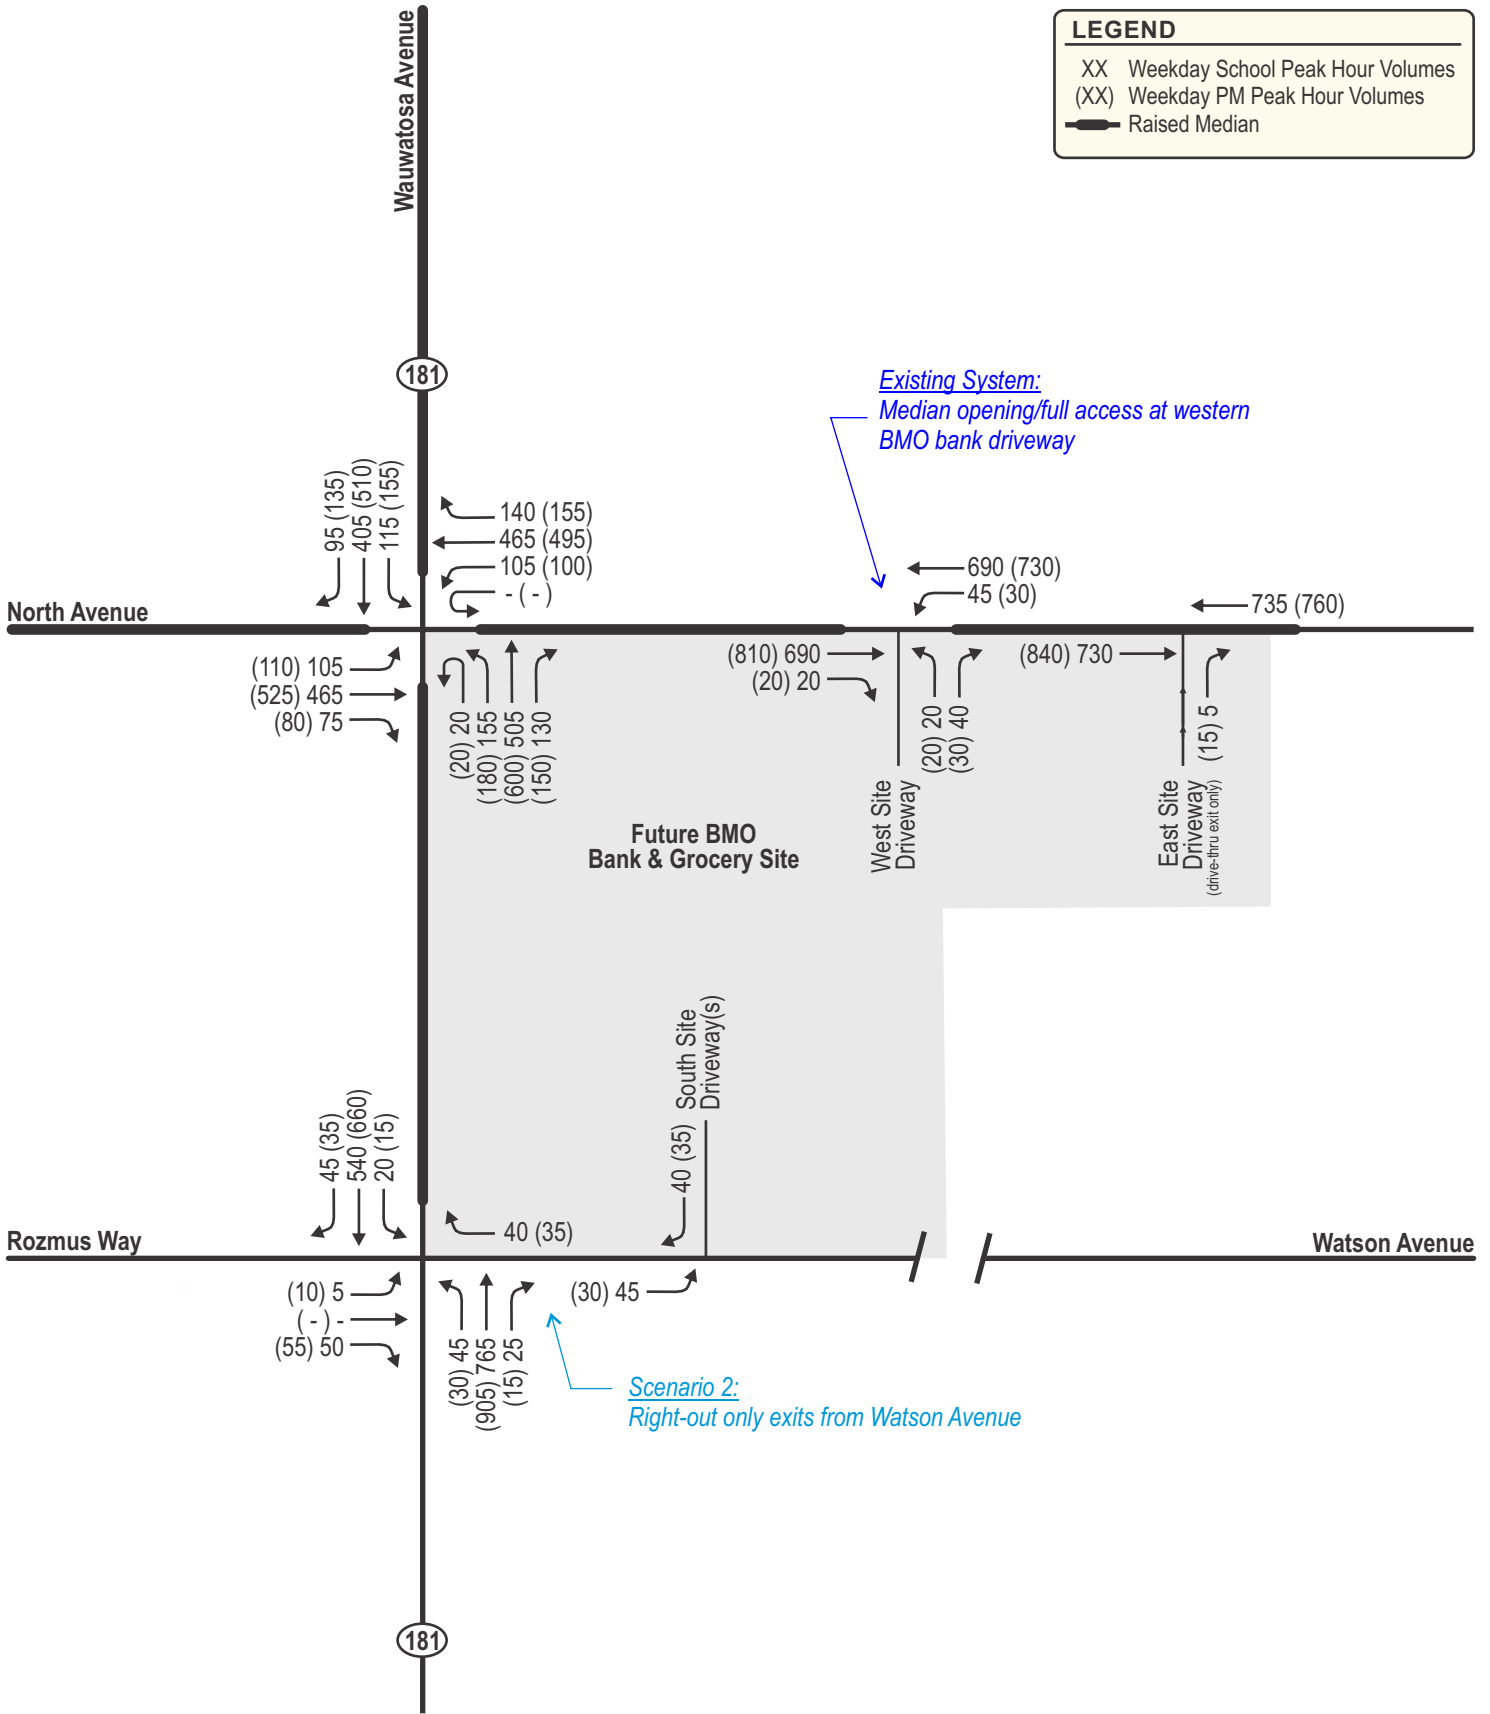 Wauwatosa Avenue
LEGEND
XX Weekday School Peak Hour Volumes
(XX) Weekday PM Peak Hour Volumes
Raised Median
181
Existing System:
Median opening/full access at western
BMO bank driveway
95 (135)
405 (510)
115 (155)
140 (155)
465 (495)
105 (100)
- ( - )
690 (730)
45 (30)
735 (760)
North Avenue
(110) 105
(525) 465
(80) 75
(20) 20
(180) 155
(600) 505
(150) 130
(810) 690
(20) 20
(20) 20
(30) 40
(840) 730
(15) 5
West Site
Driveway
East Site
Driveway
(drive-thru exit only)
Future BMO
Bank & Grocery Site
South Site
Driveway(s)
45 (35)
540 (660)
20 (15)
40 (35)
40 (35)
Rozmus Way
Watson Avenue
(10) 5
( - ) -
(55) 50
(30) 45
(905) 765
(15) 25
(30) 45
Scenario 2:
Right-out only exits from Watson Avenue
181